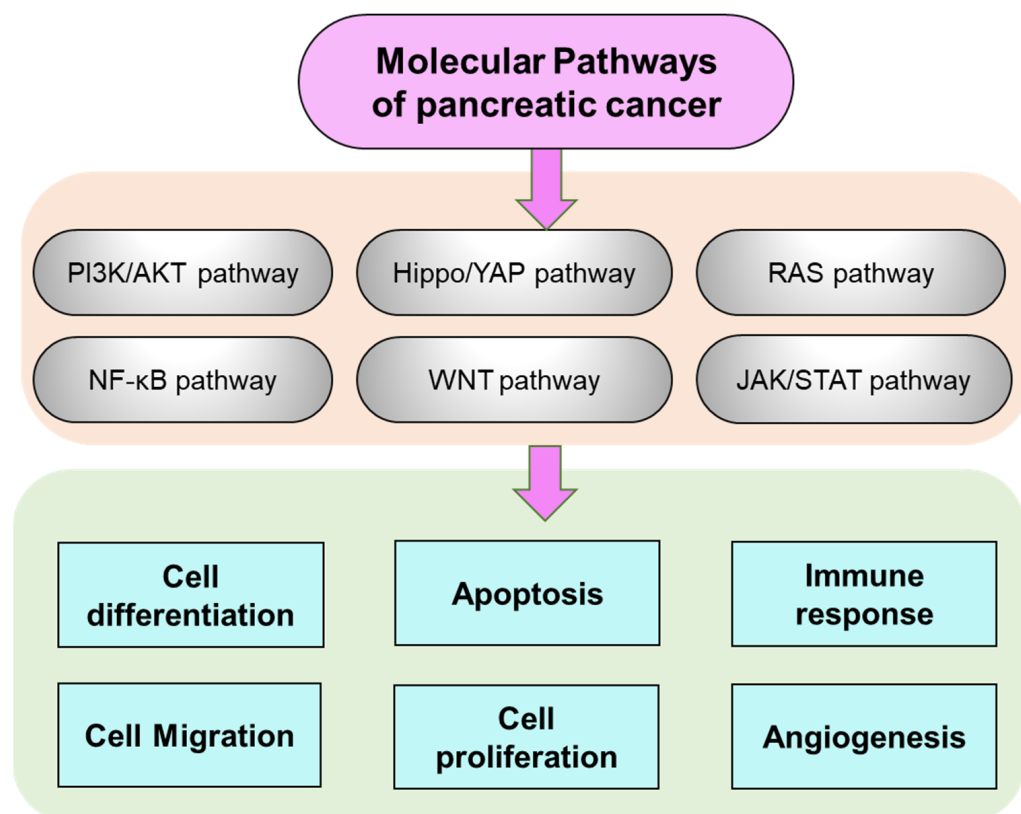 Molecular Pathways
of pancreatic cancer
PI3K/AKT pathway
Hippo/YAP pathway
RAS pathway
NF-κB pathway
WNT pathway
JAK/STAT pathway
Cell
differentiation
Apoptosis
Immune
response
Cell Migration
Cell
proliferation
Angiogenesis